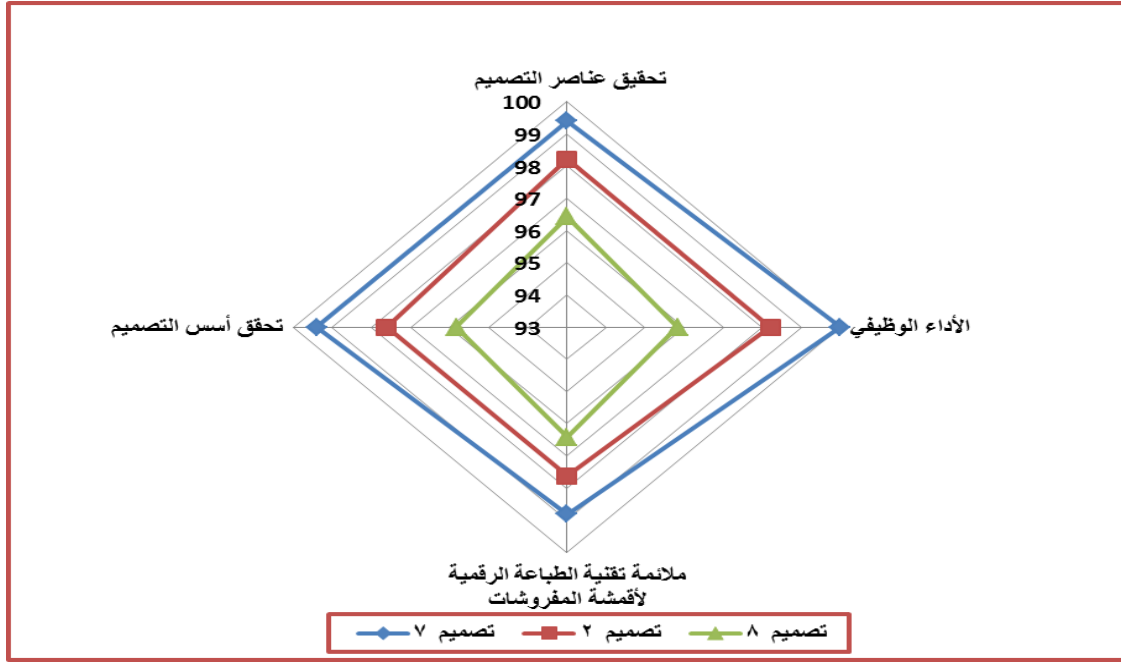 تحقيق عناصر التصميم
100
99
98
97
96
95
94
93
الأداء الوظيفي
تحقق أسس التصميم
ملائمة تقنية الطباعة الرقمية
لأقمشة المفروشات
تصميم ٧
تصميم ٢
تصميم ٨